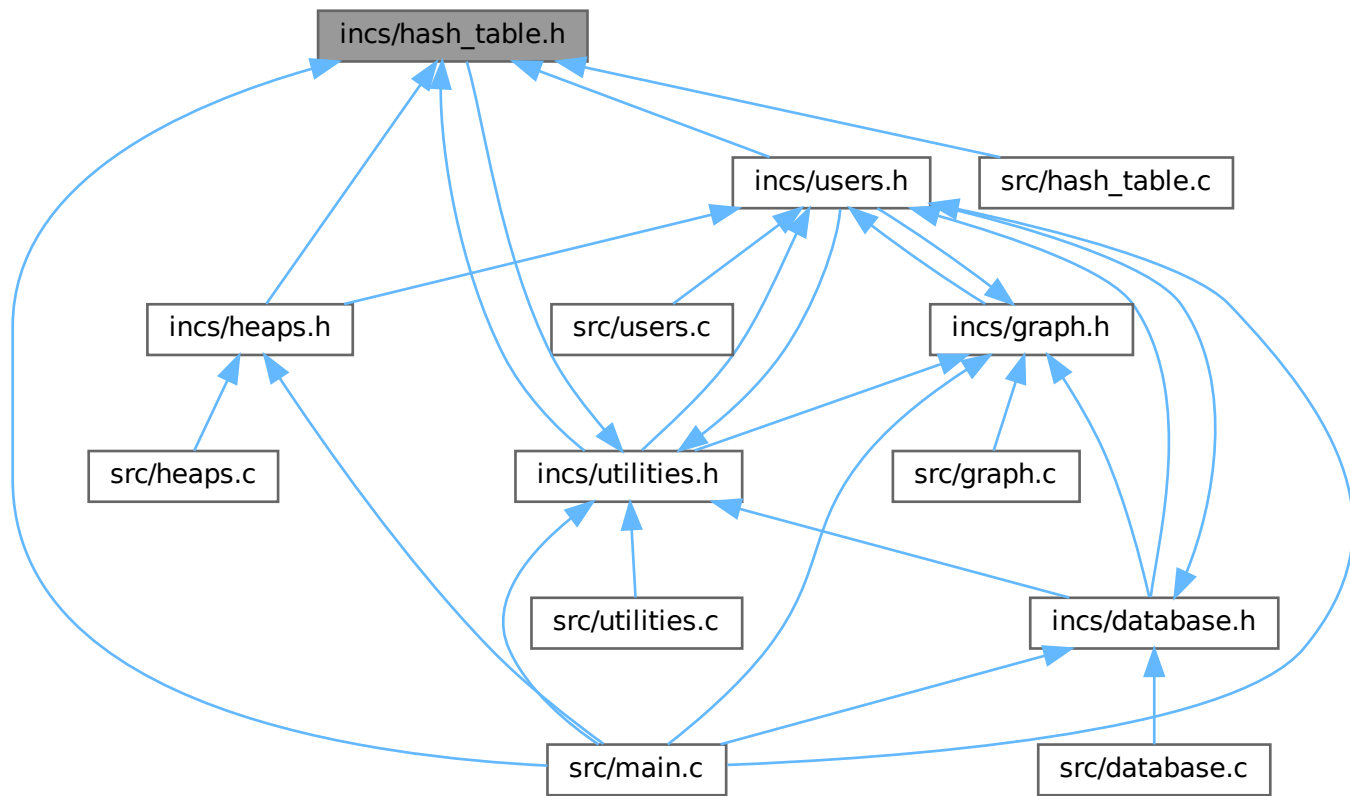 incs/hash_table.h
incs/users.h
src/hash_table.c
incs/heaps.h
src/users.c
incs/graph.h
src/heaps.c
incs/utilities.h
src/graph.c
src/utilities.c
incs/database.h
src/main.c
src/database.c